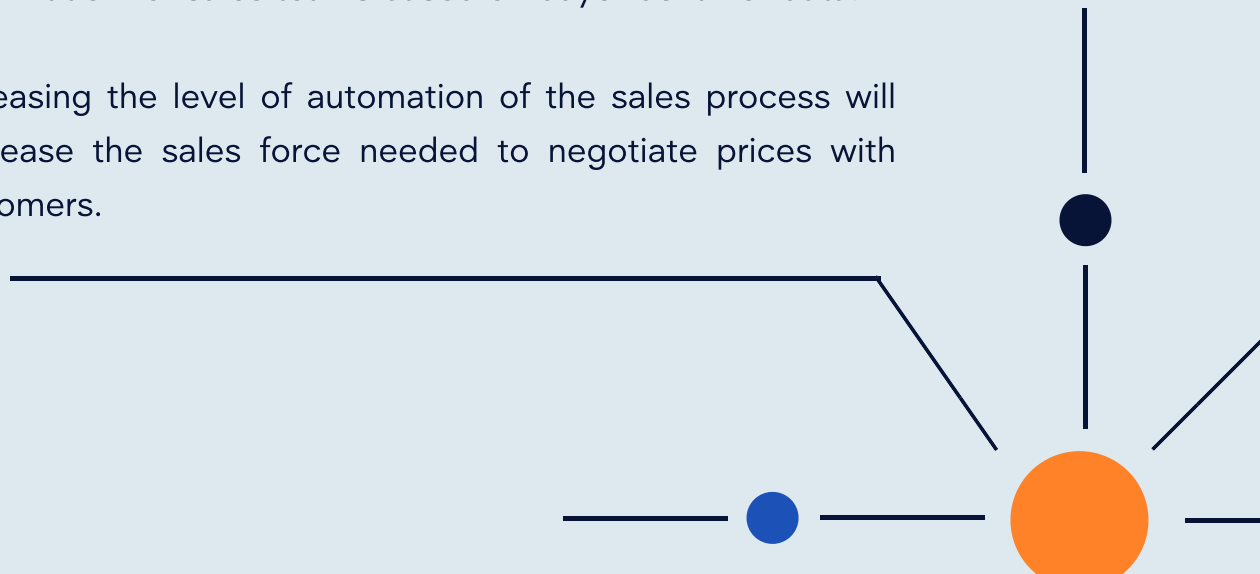 easing the level of automation of the sales process will
ease the sales force needed to negotiate prices with
omers.